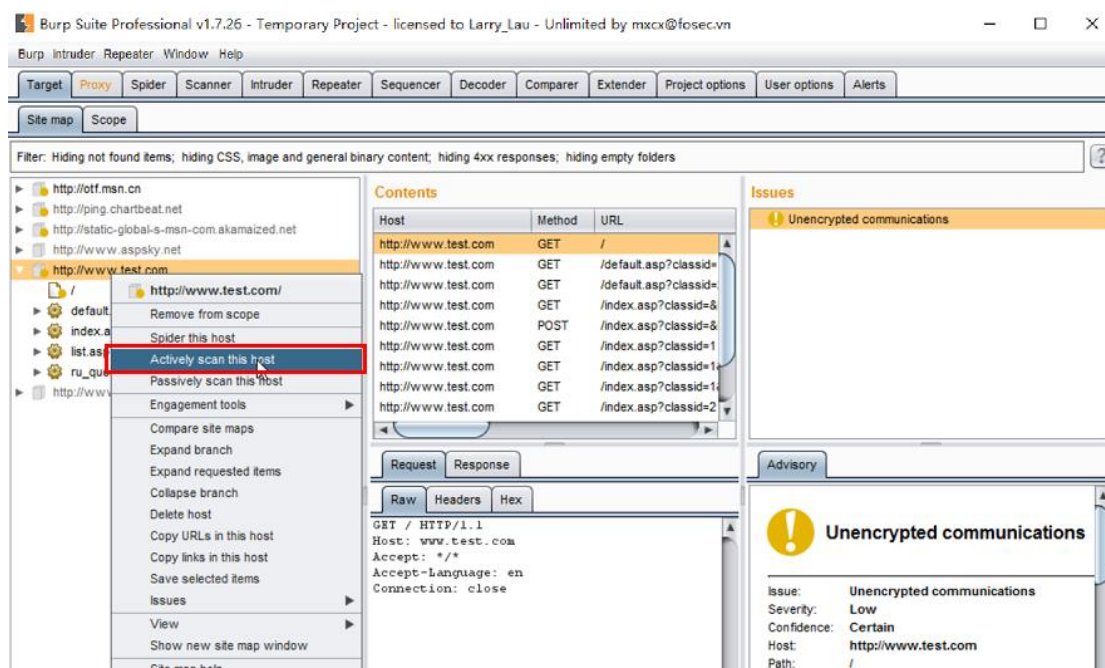 Burp Suite Professional v1.7.26 - Temporary Project - licensed to Larry_Lau - Unlimited by mxcx@fosec.vn
Burp Intruder Repeater Window Help
Target Proxy Spider Scanner Intruder Repeater Sequencer Decoder Comparer Extender Project options User options Alerts
Site map Scope
Filter: Hiding not found items; hiding CSS, image and general binary content; hiding 4xx responses; hiding empty folders
?
http://otf.msn.cn
http://ping.chartbeat.net
http://static-global-s-msn-com.akamaized.net
http://www.aspsky.net
http://www.test.com
/
default.
index.a
list.asp
ru_que
http://www
http://www.test.com/
Remove from scope
Spider this host
Actively scan this host
Passively scan this host
Engagement tools
Compare site maps
Expand branch
Expand requested items
Collapse branch
Delete host
Copy URLs in this host
Copy links in this host
Save selected items
Issues
View
Show new site map window
Site map help
Contents
Host Method URL
http://www.test.com GET /
http://www.test.com GET /default.asp?classid=
http://www.test.com GET /default.asp?classid=
http://www.test.com GET /index.asp?classid=&
http://www.test.com POST /index.asp?classid=&
http://www.test.com GET /index.asp?classid=1
http://www.test.com GET /index.asp?classid=1
http://www.test.com GET /index.asp?classid=1
http://www.test.com GET /index.asp?classid=2
Request Response
Raw Headers Hex
GET / HTTP/1.1
Host: www.test.com
Accept: */*
Accept-Language: en
Connection: close
Issues
Unencrypted communications
Advisory
Unencrypted communications
Issue: Unencrypted communications
Severity: Low
Confidence: Certain
Host: http://www.test.com
Path: /